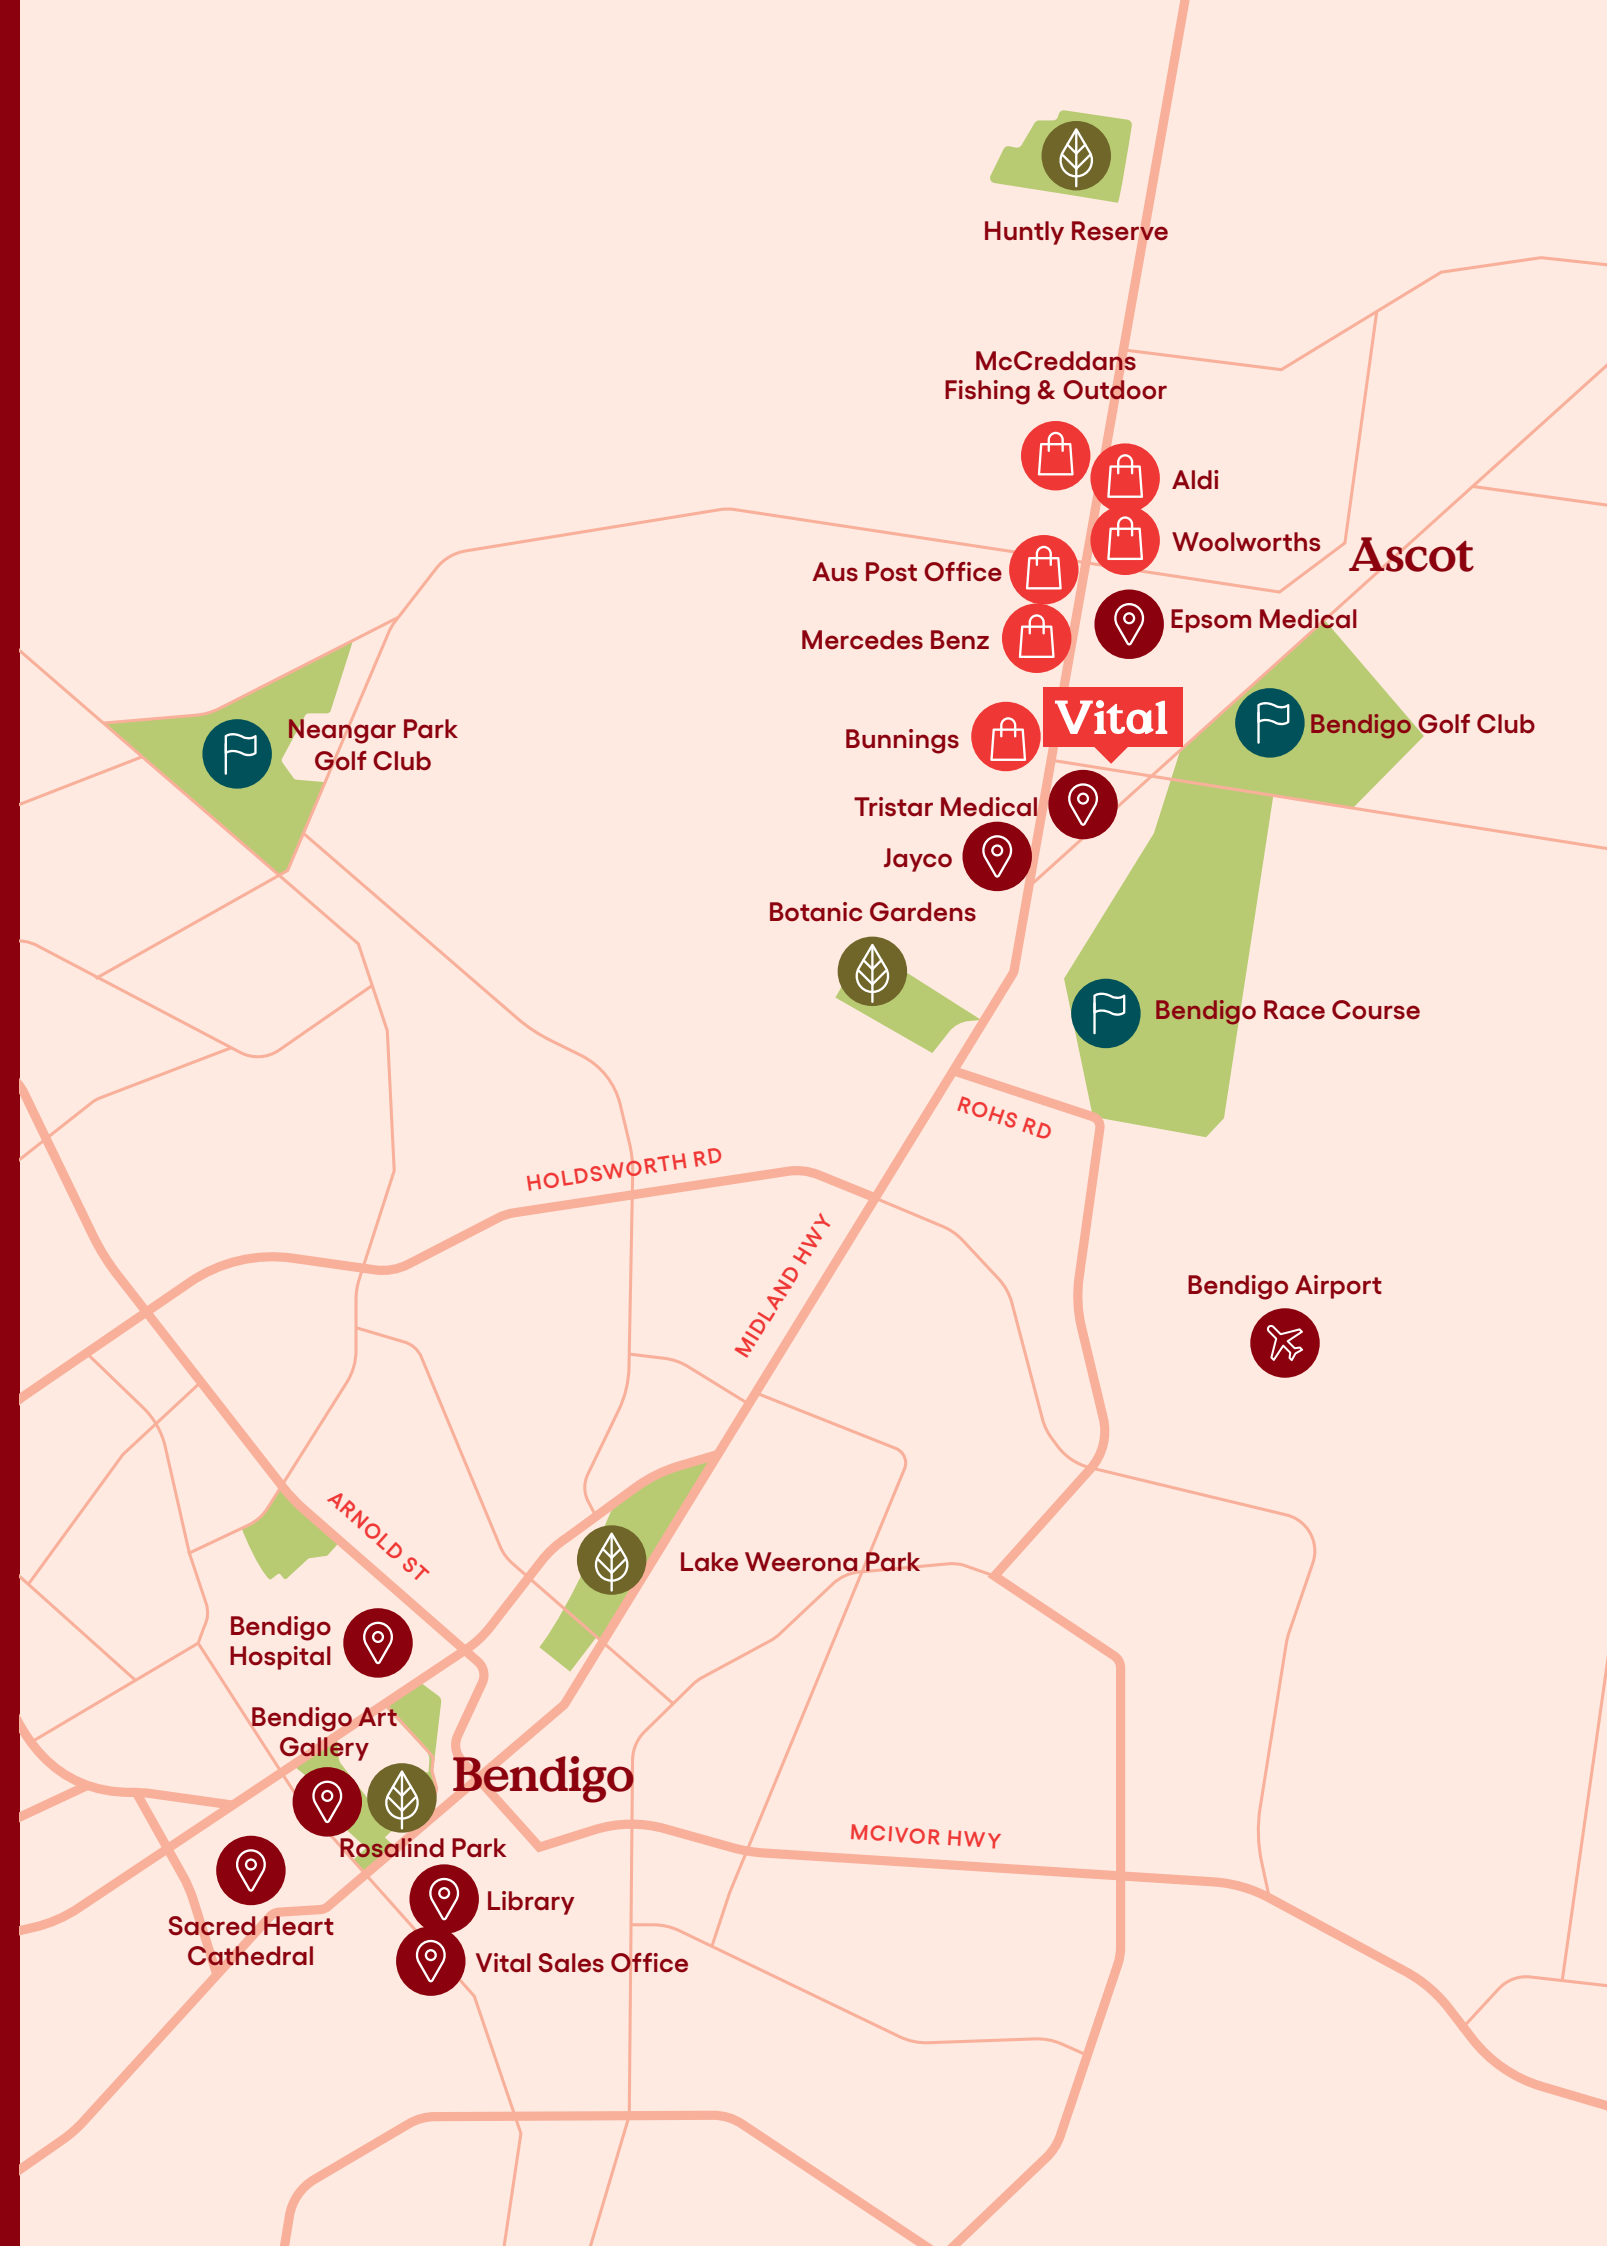 Huntly Reserve
McCreddans
Fishing & Outdoor
Aldi
Woolworths
Ascot
Aus Post Office
Epsom Medical
Mercedes Benz
Vital
Neangar Park
Golf Club
Bunnings
Bendigo Golf Club
Tristar Medical
Jayco
Botanic Gardens
Bendigo Race Course
ROHS RD
HOLDSWORTH RD
MIDLAND HWY
Bendigo Airport
ARNOLD ST
Lake Weerona Park
Bendigo
Hospital
Bendigo Art
Gallery
Bendigo
Rosalind Park
MCIVOR HWY
Library
Sacred Heart
Cathedral
Vital Sales Office